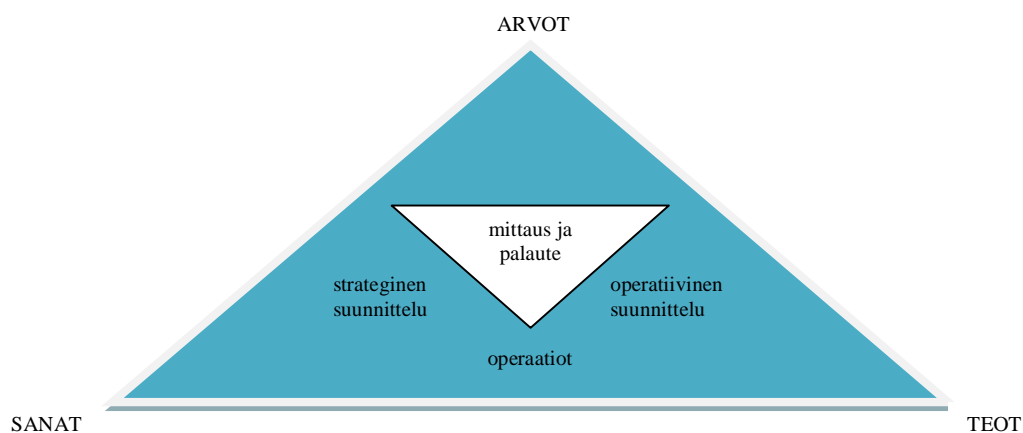 ARVOT
mittaus ja
palaute
strateginen
suunnittelu
operatiivinen
suunnittelu
operaatiot
SANAT
TEOT